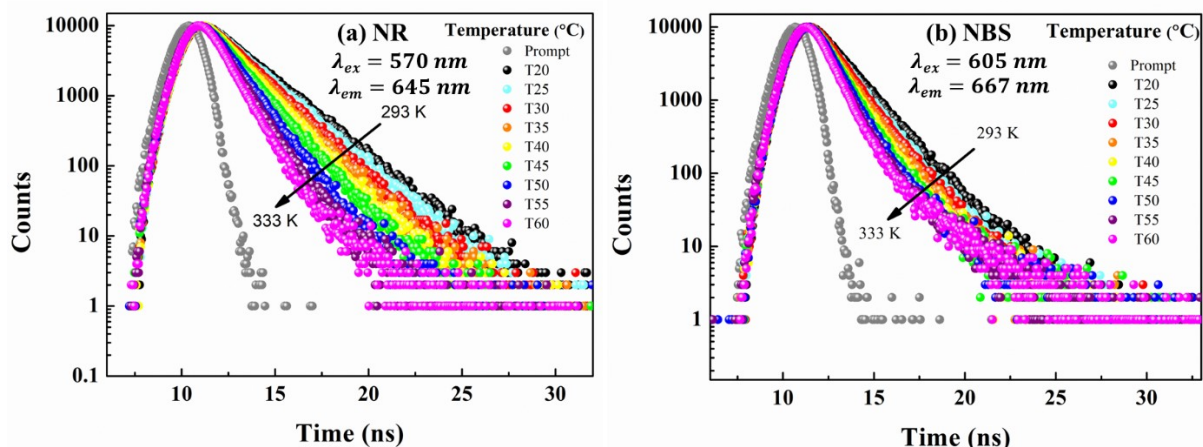 (a) NR
λex = 570 nm
λem = 645 nm
293 K
333 K
Temperature (°C)
Prompt
T20
T25
T30
T35
T40
T45
T50
T55
T60
10000
1000
100
10
1
0.1
Counts
10
15
20
25
30
Time (ns)
(b) NBS
λex = 605 nm
λem = 667 nm
293 K
333 K
Temperature (°C)
Prompt
T20
T25
T30
T35
T40
T45
T50
T55
T60
10000
1000
100
10
1
Counts
10
15
20
25
30
Time (ns)